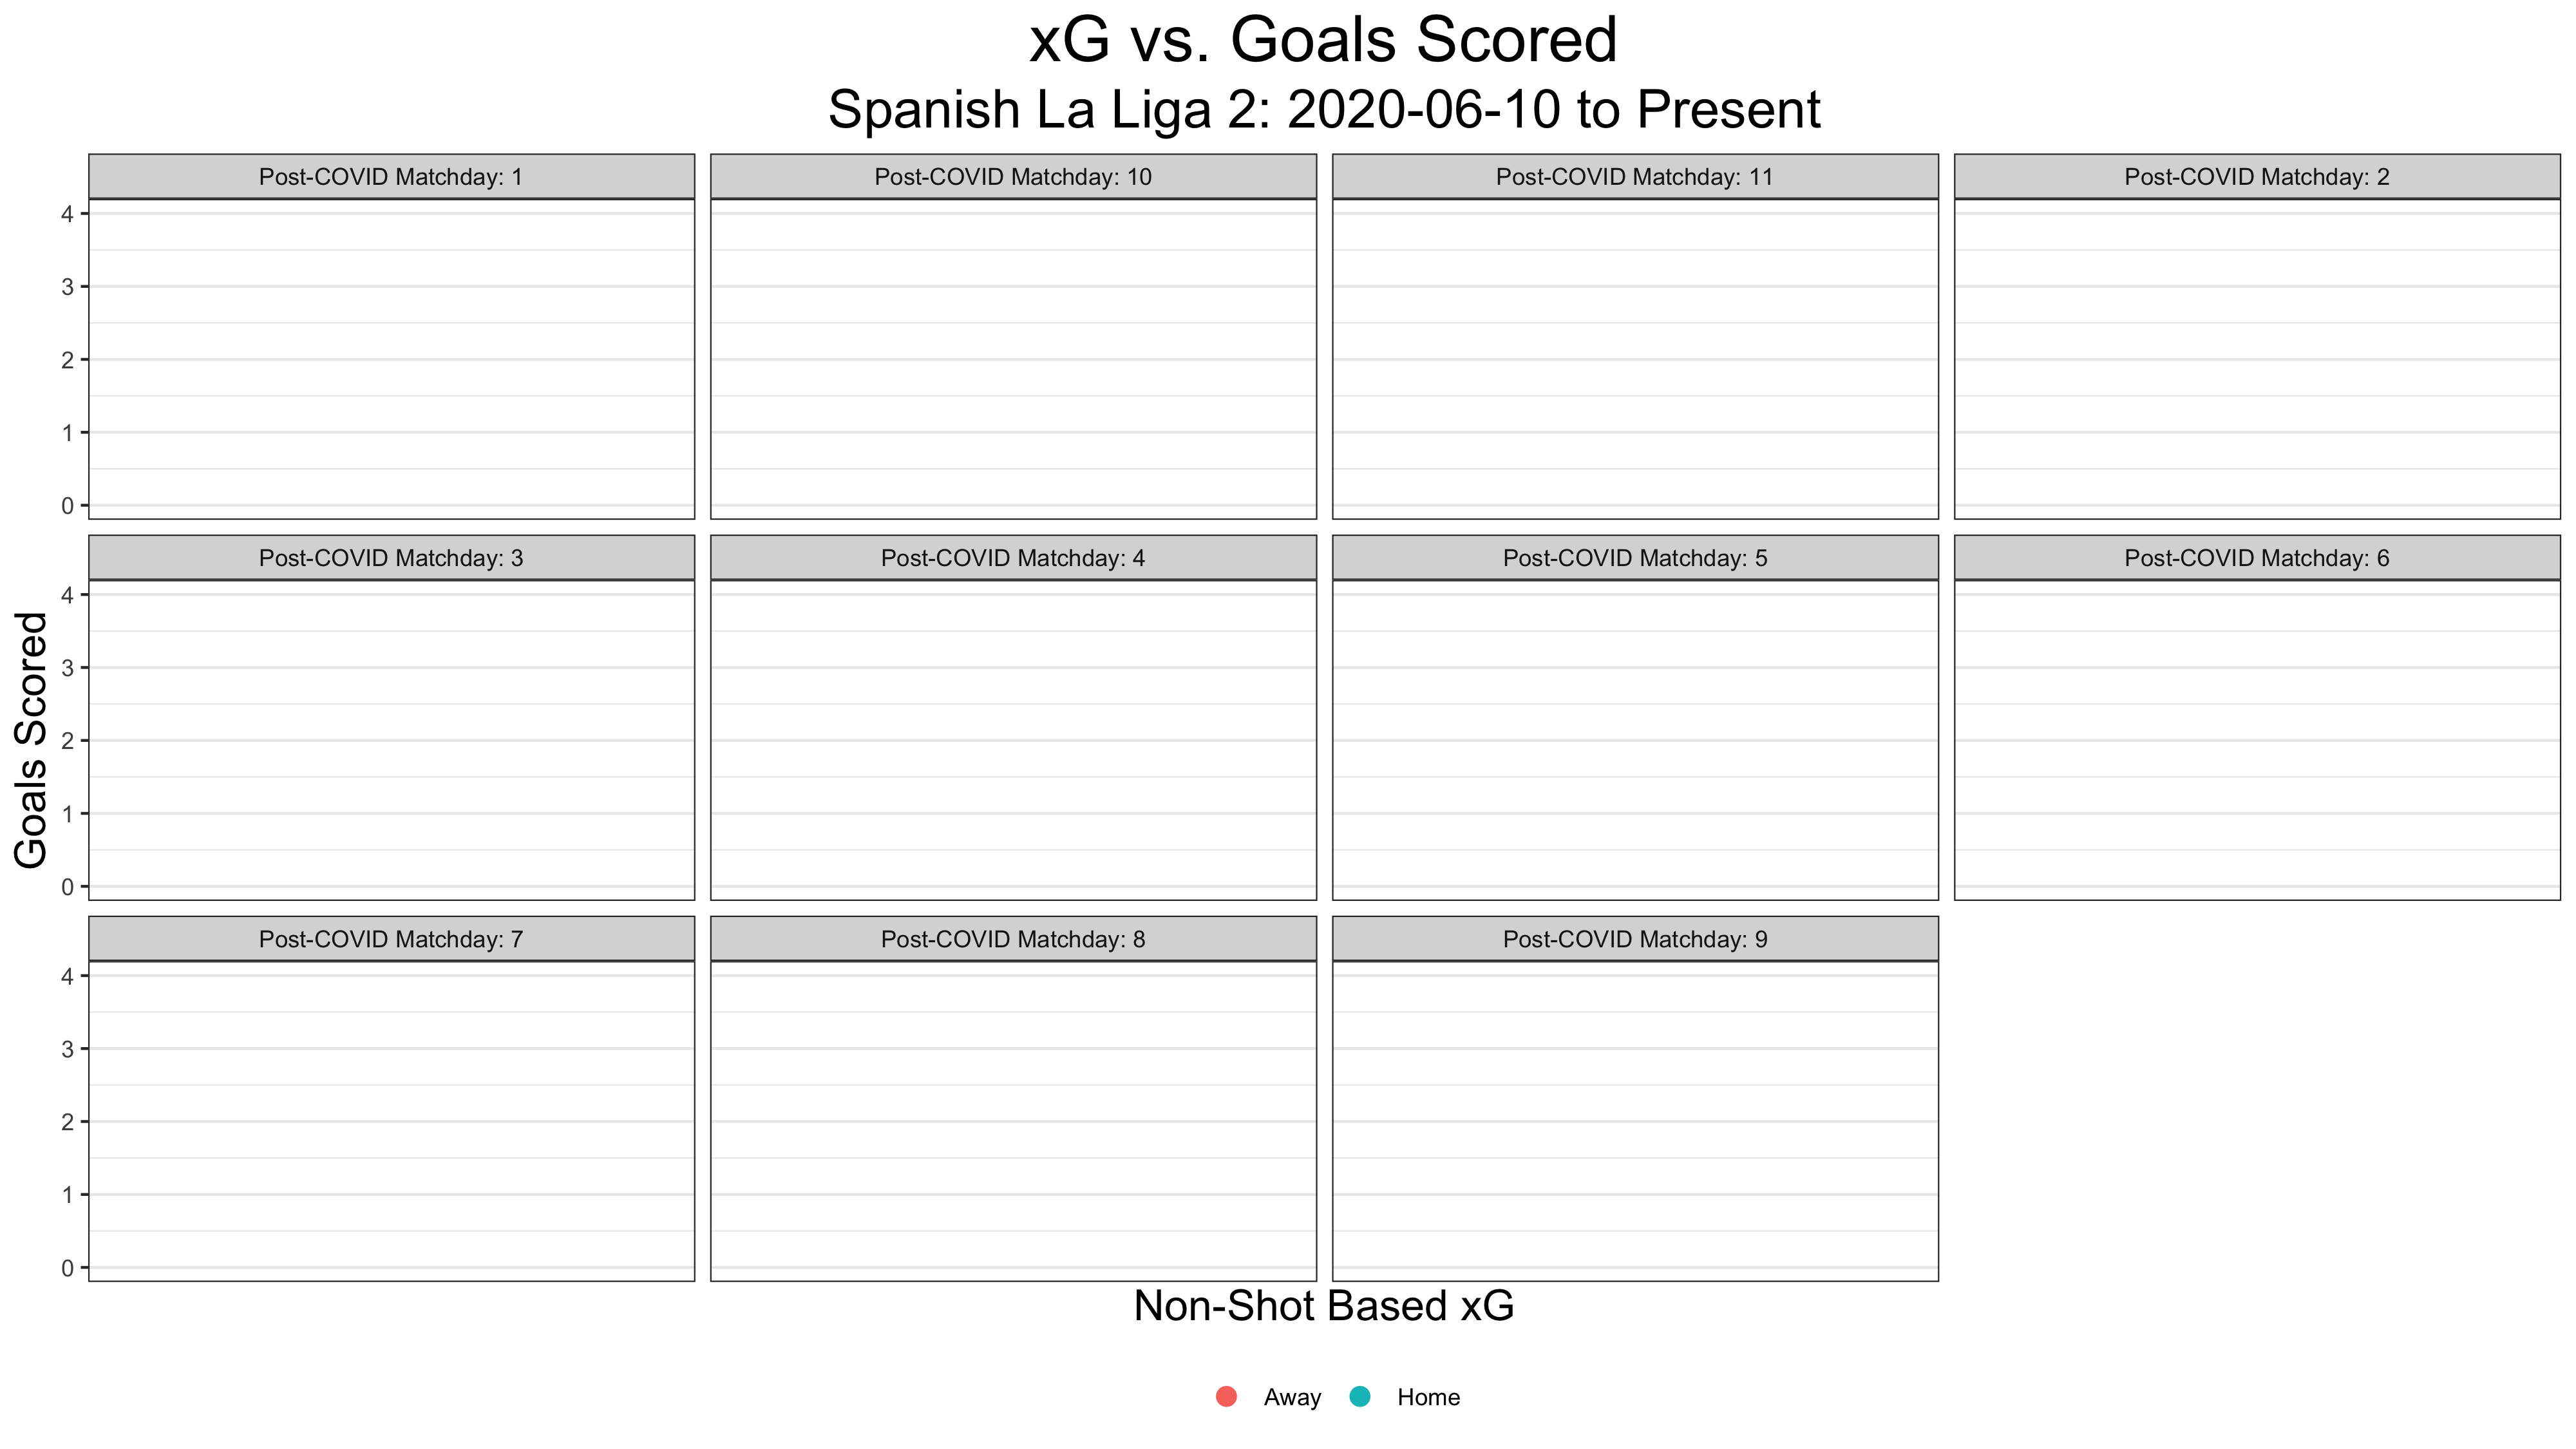 xG vs. Goals Scored
Spanish La Liga 2: 2020-06-10 to Present
Post-COVID Matchday: 1
Post-COVID Matchday: 10
Post-COVID Matchday: 11
Post-COVID Matchday: 2
4
3
2
1
0
Post-COVID Matchday: 3
Post-COVID Matchday: 4
Post-COVID Matchday: 5
Post-COVID Matchday: 6
4
3
2
1
0
Goals Scored
Post-COVID Matchday: 7
Post-COVID Matchday: 8
Post-COVID Matchday: 9
4
3
2
1
0
Non-Shot Based xG
Away
Home